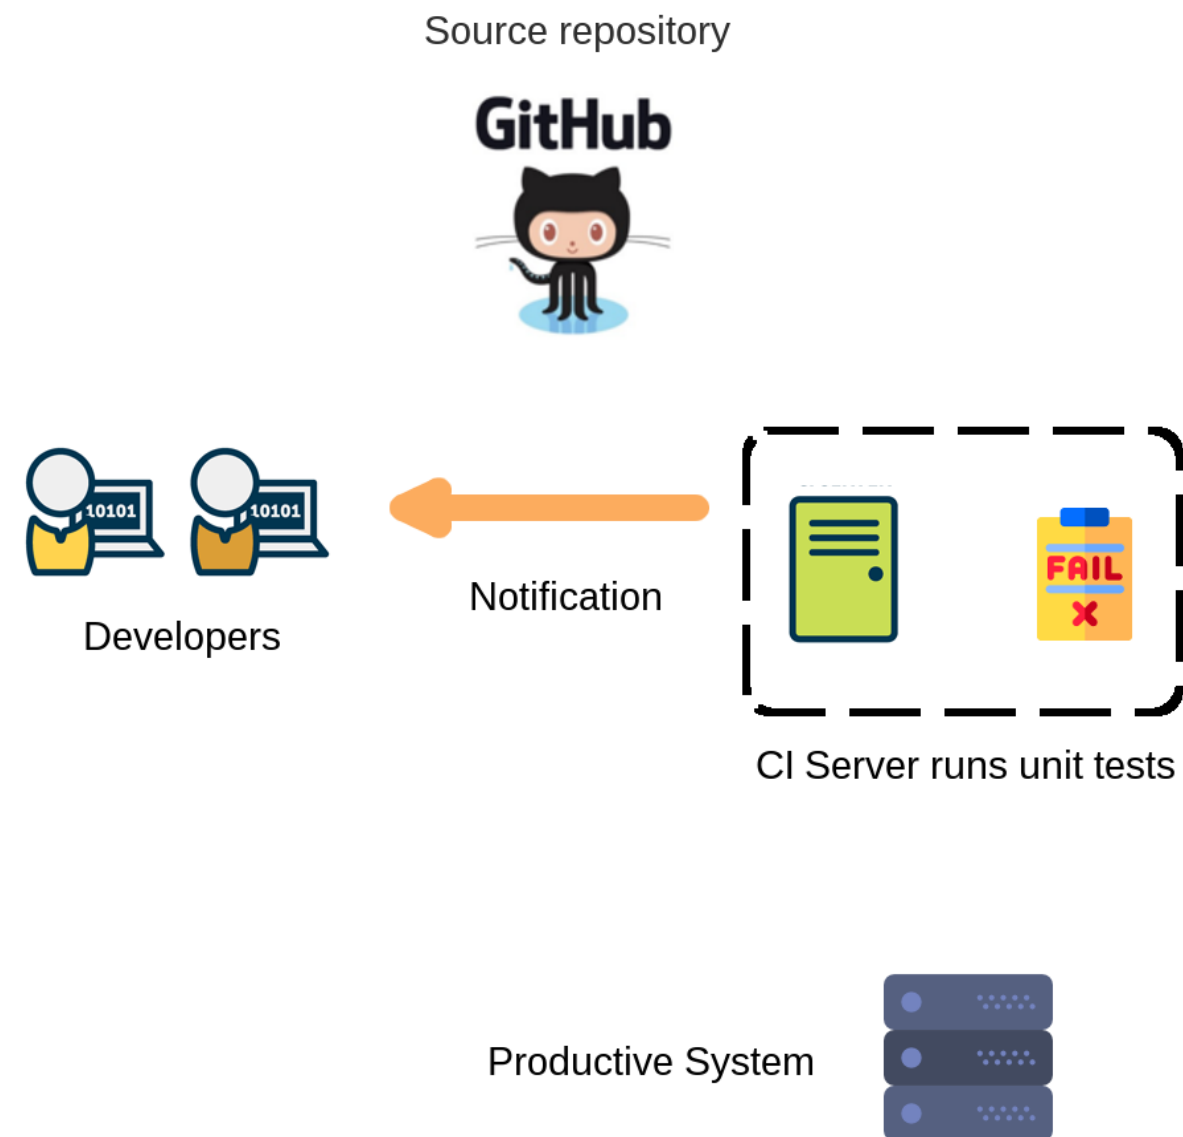 Source repository
GitHub
10101
10101
FAIL
Notification
Developers
CI Server runs unit tests
Productive System